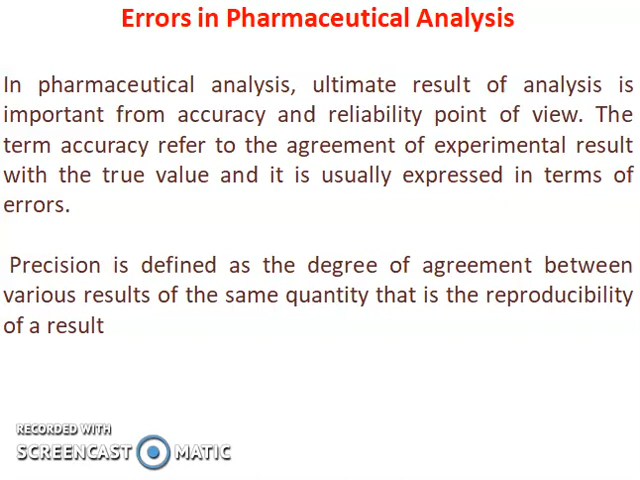 Errors in Pharmaceutical Analysis
In pharmaceutical analysis, ultimate result of analysis is
important from accuracy and reliability point of view. The
term accuracy refer to the agreement of experimental result
with the true value and it is usually expressed in terms of
errors.
Precision is defined as the degree of agreement between
various results of the same quantity that is the reproducibility
of a result
RECORDED WITH
SCREENCAST MATIC